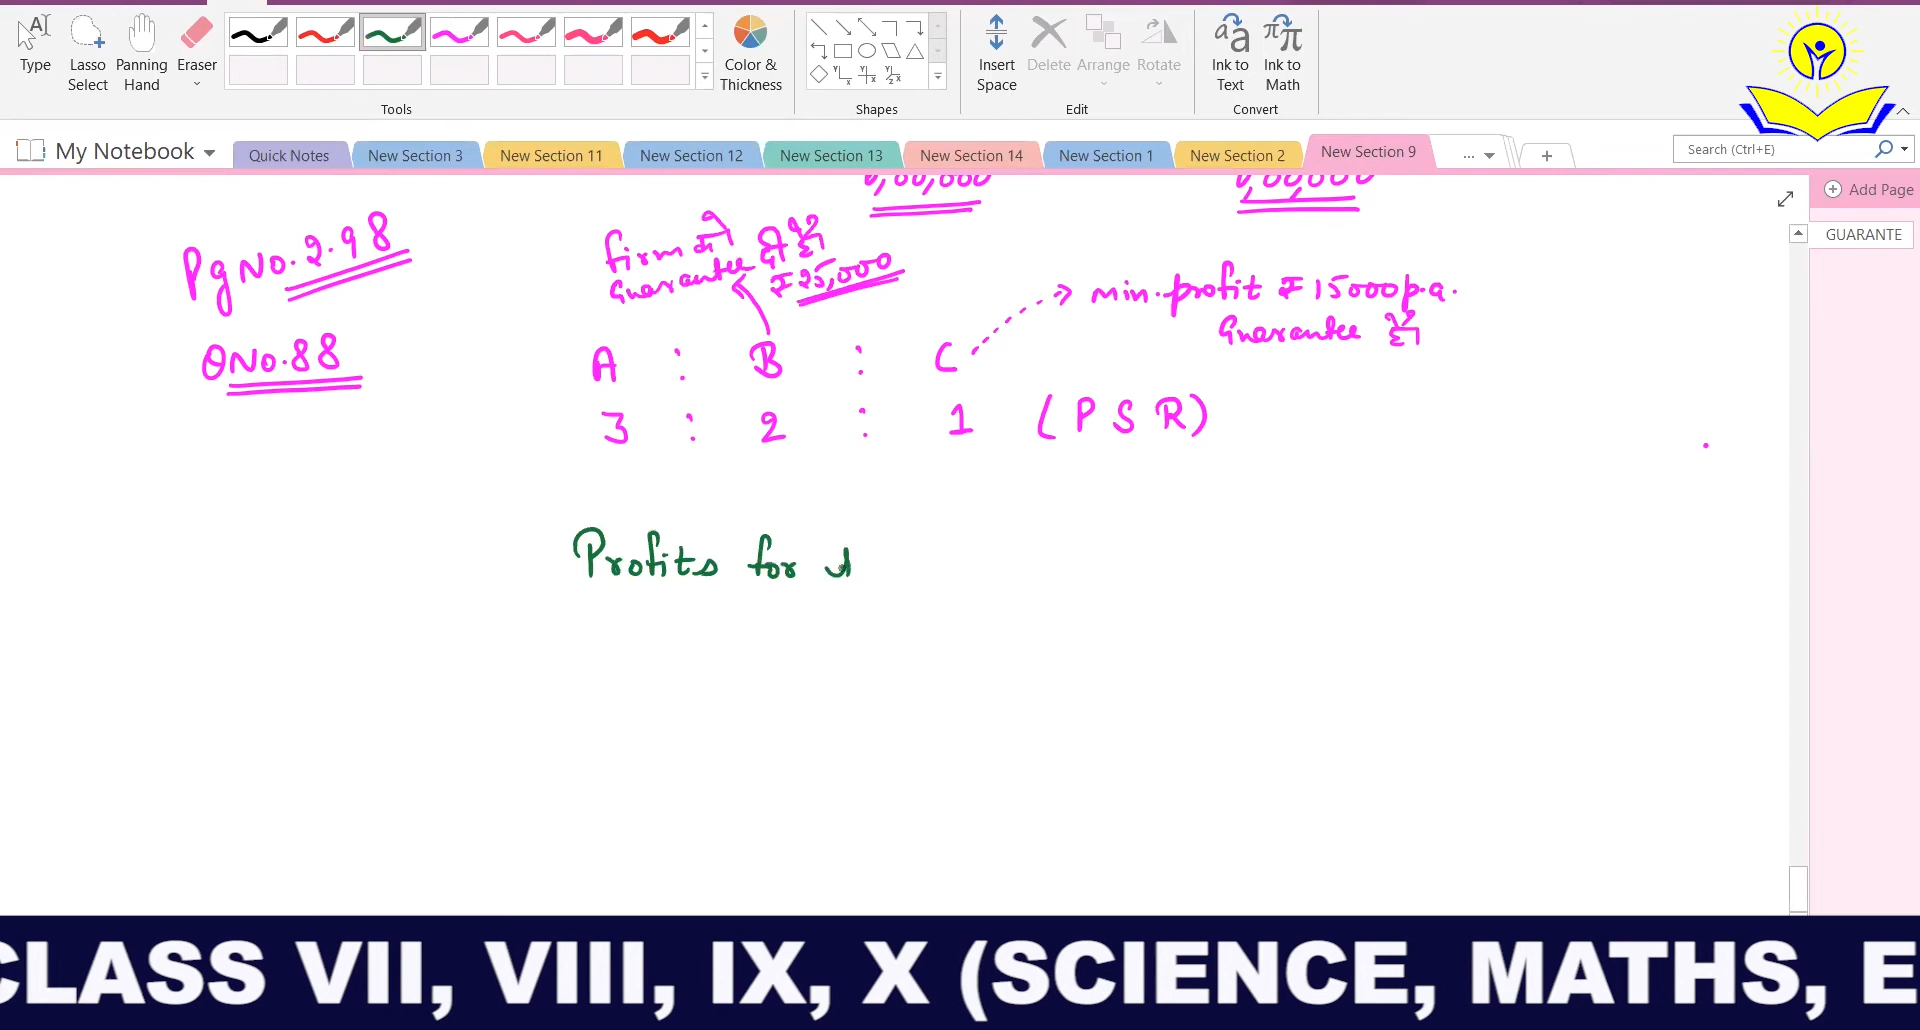 Type
Lasso Select
Panning Hand
Eraser
Color & Thickness
Insert Space
Delete
Arrange
Rotate
Ink to Text
Ink to Math
Tools
Shapes
Edit
Convert
My Notebook
Quick Notes
New Section 3
New Section 11
New Section 12
New Section 13
New Section 14
New Section 1
New Section 2
New Section 9
...
Search (Ctrl+E)
Add Page
GUARANTE
Pg No. 2.98
QNo.88
firm को
Guarantee दी है
₹25,000
min. profit ₹15000 p.a.
Guarantee है
A : B : C
3 : 2 : 1 (PSR)
Profits for
CLASS VII, VIII, IX, X (SCIENCE, MATHS, E